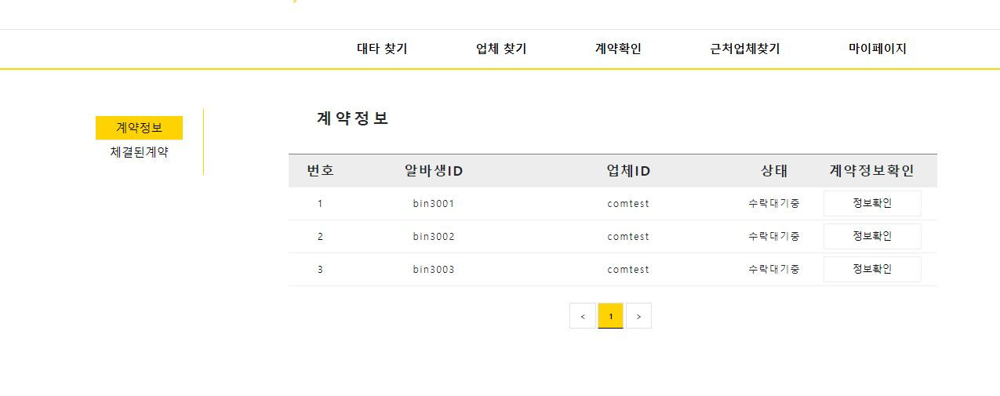 대타 찾기 업체 찾기 계약확인 근처업체찾기 마이페이지
계약정보
체결된계약
계약정보
번호 알바생ID 업체ID 상태 계약정보확인
1 bin3001 comtest 수락대기중 정보확인
2 bin3002 comtest 수락대기중 정보확인
3 bin3003 comtest 수락대기중 정보확인
< 1 >